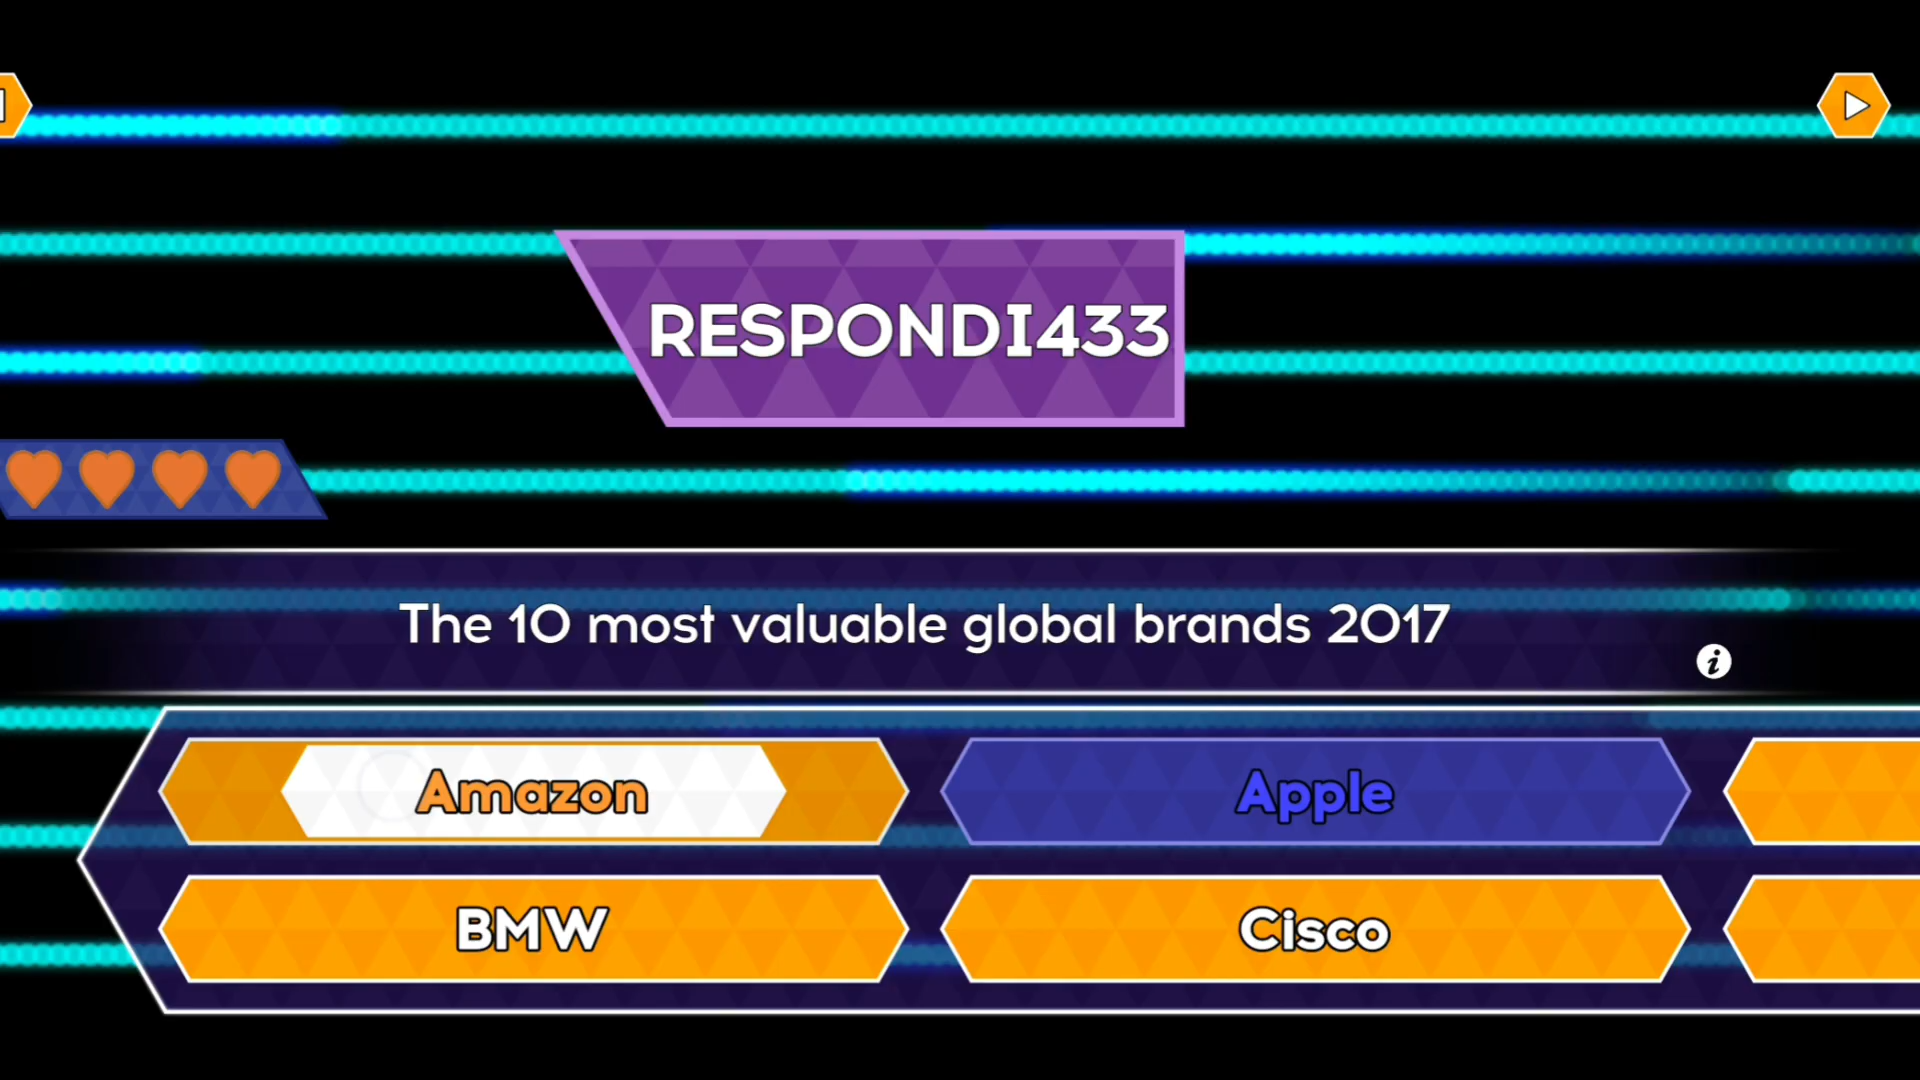 RESPONDI433
The 10 most valuable global brands 2017
i
Amazon
Apple
BMW
Cisco